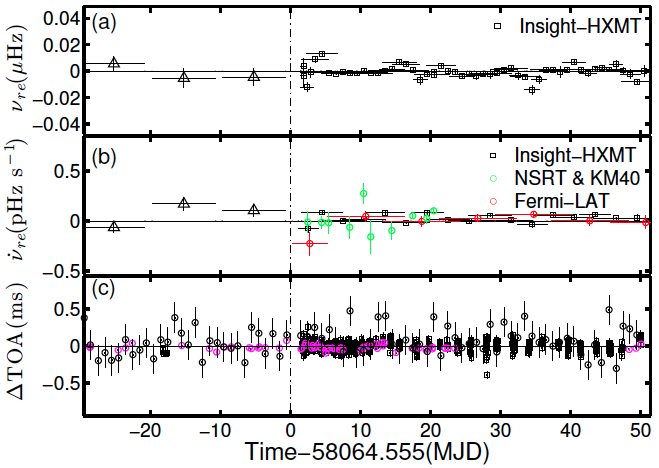 (a)
Insight−HXMT
0.04
0.02
0
−0.02
−0.04
ν_re(μHz)
(b)
Insight−HXMT
NSRT & KM40
Fermi−LAT
0.5
0
−0.5
ν̇_re(pHz s⁻¹)
(c)
0.5
0
−0.5
ΔTOA(ms)
−20 −10 0 10 20 30 40 50
Time−58064.555(MJD)